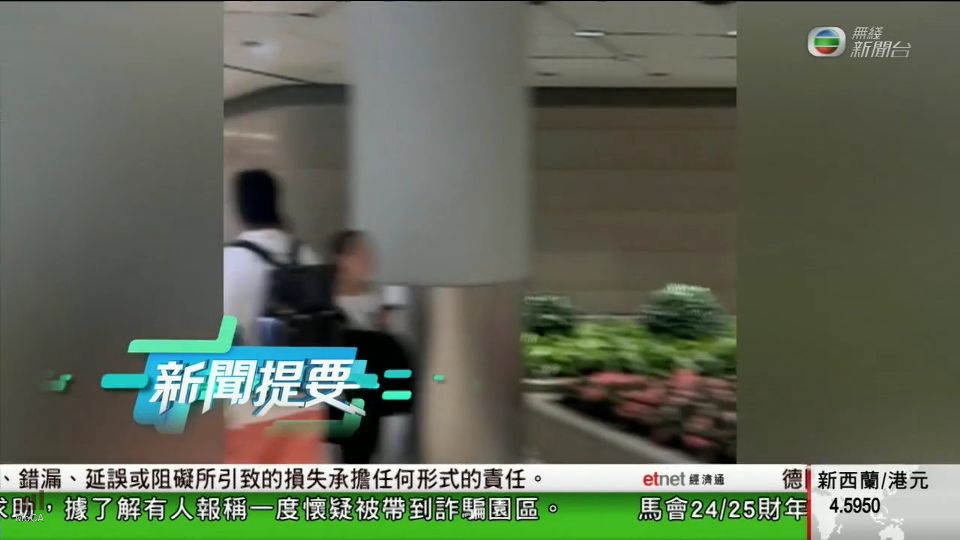 無綫
新聞台
新聞提要
、錯漏、延誤或阻礙所引致的損失承擔任何形式的責任。
etnet 經濟通
新西蘭/港元
4.5950
求助，據了解有人報稱一度懷疑被帶到詐騙園區。
馬會24/25財年